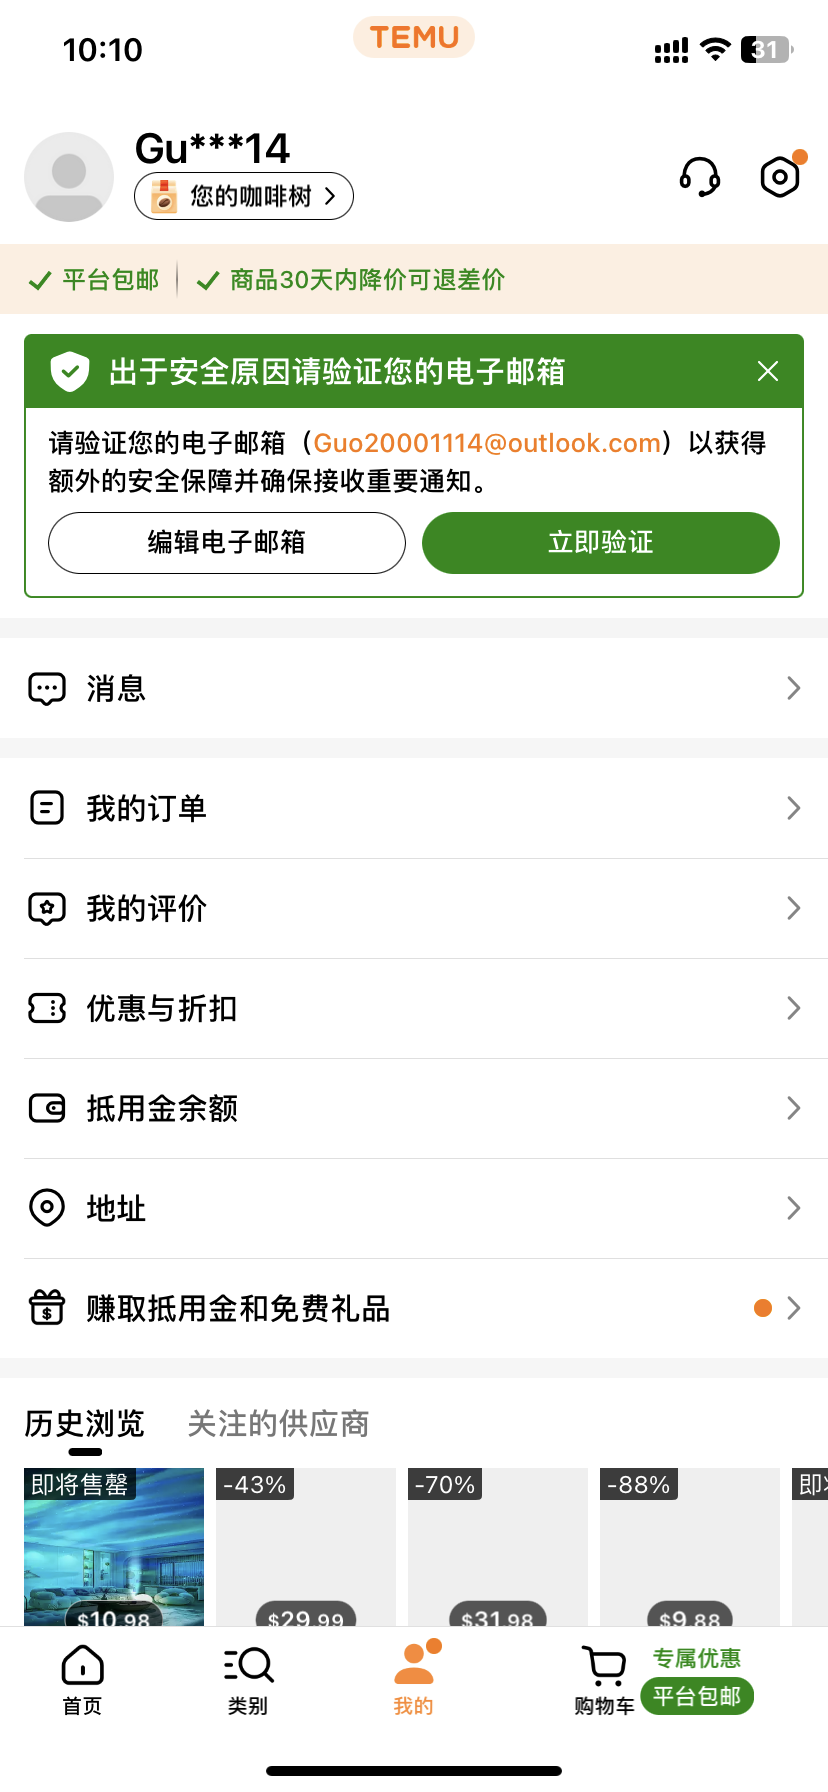 10:10
TEMU
31
Gu***14
您的咖啡树
平台包邮
商品30天内降价可退差价
出于安全原因请验证您的电子邮箱
请验证您的电子邮箱（Guo20001114@outlook.com）以获得
额外的安全保障并确保接收重要通知。
编辑电子邮箱
立即验证
消息
我的订单
我的评价
优惠与折扣
抵用金余额
地址
赚取抵用金和免费礼品
历史浏览
关注的供应商
即将售罄
-43%
-70%
-88%
即将
$10.98
$29.99
$31.98
$9.88
首页
类别
我的
购物车
专属优惠
平台包邮